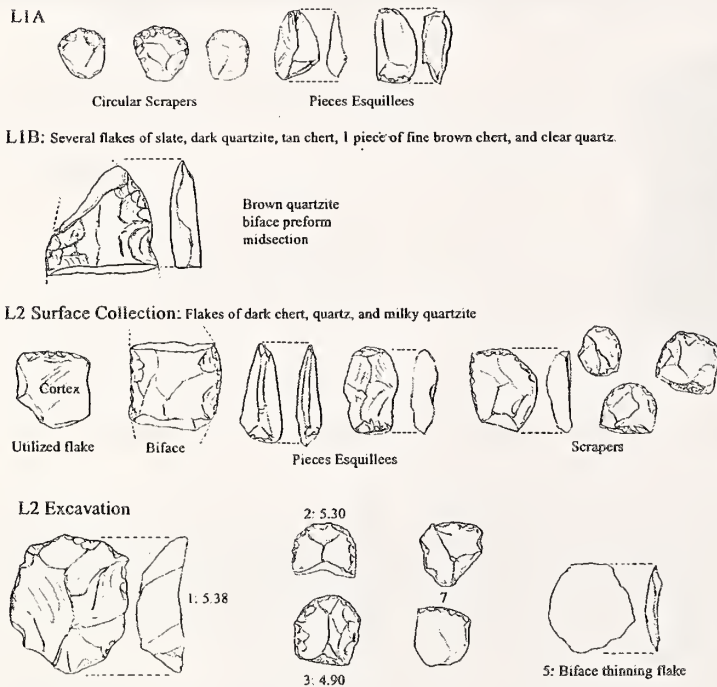 L1A
Circular Scrapers
Pieces Esquillees
L1B: Several flakes of slate, dark quartzite, tan chert, 1 piece of fine brown chert, and clear quartz.
Brown quartzite
biface preform
midsection
L2 Surface Collection: Flakes of dark chert, quartz, and milky quartzite
Cortex
Utilized flake
Biface
Pieces Esquillees
Scrapers
L2 Excavation
1: 5.38
2: 5.30
3: 4.90
7
5: Biface thinning flake